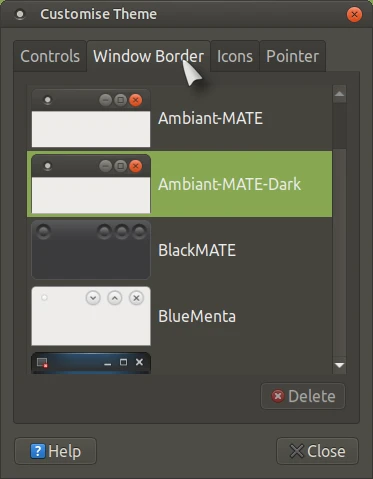 Customise Theme
Controls Window Border Icons Pointer
Ambiant-MATE
Ambiant-MATE-Dark
BlackMATE
BlueMenta
Delete
Help Close